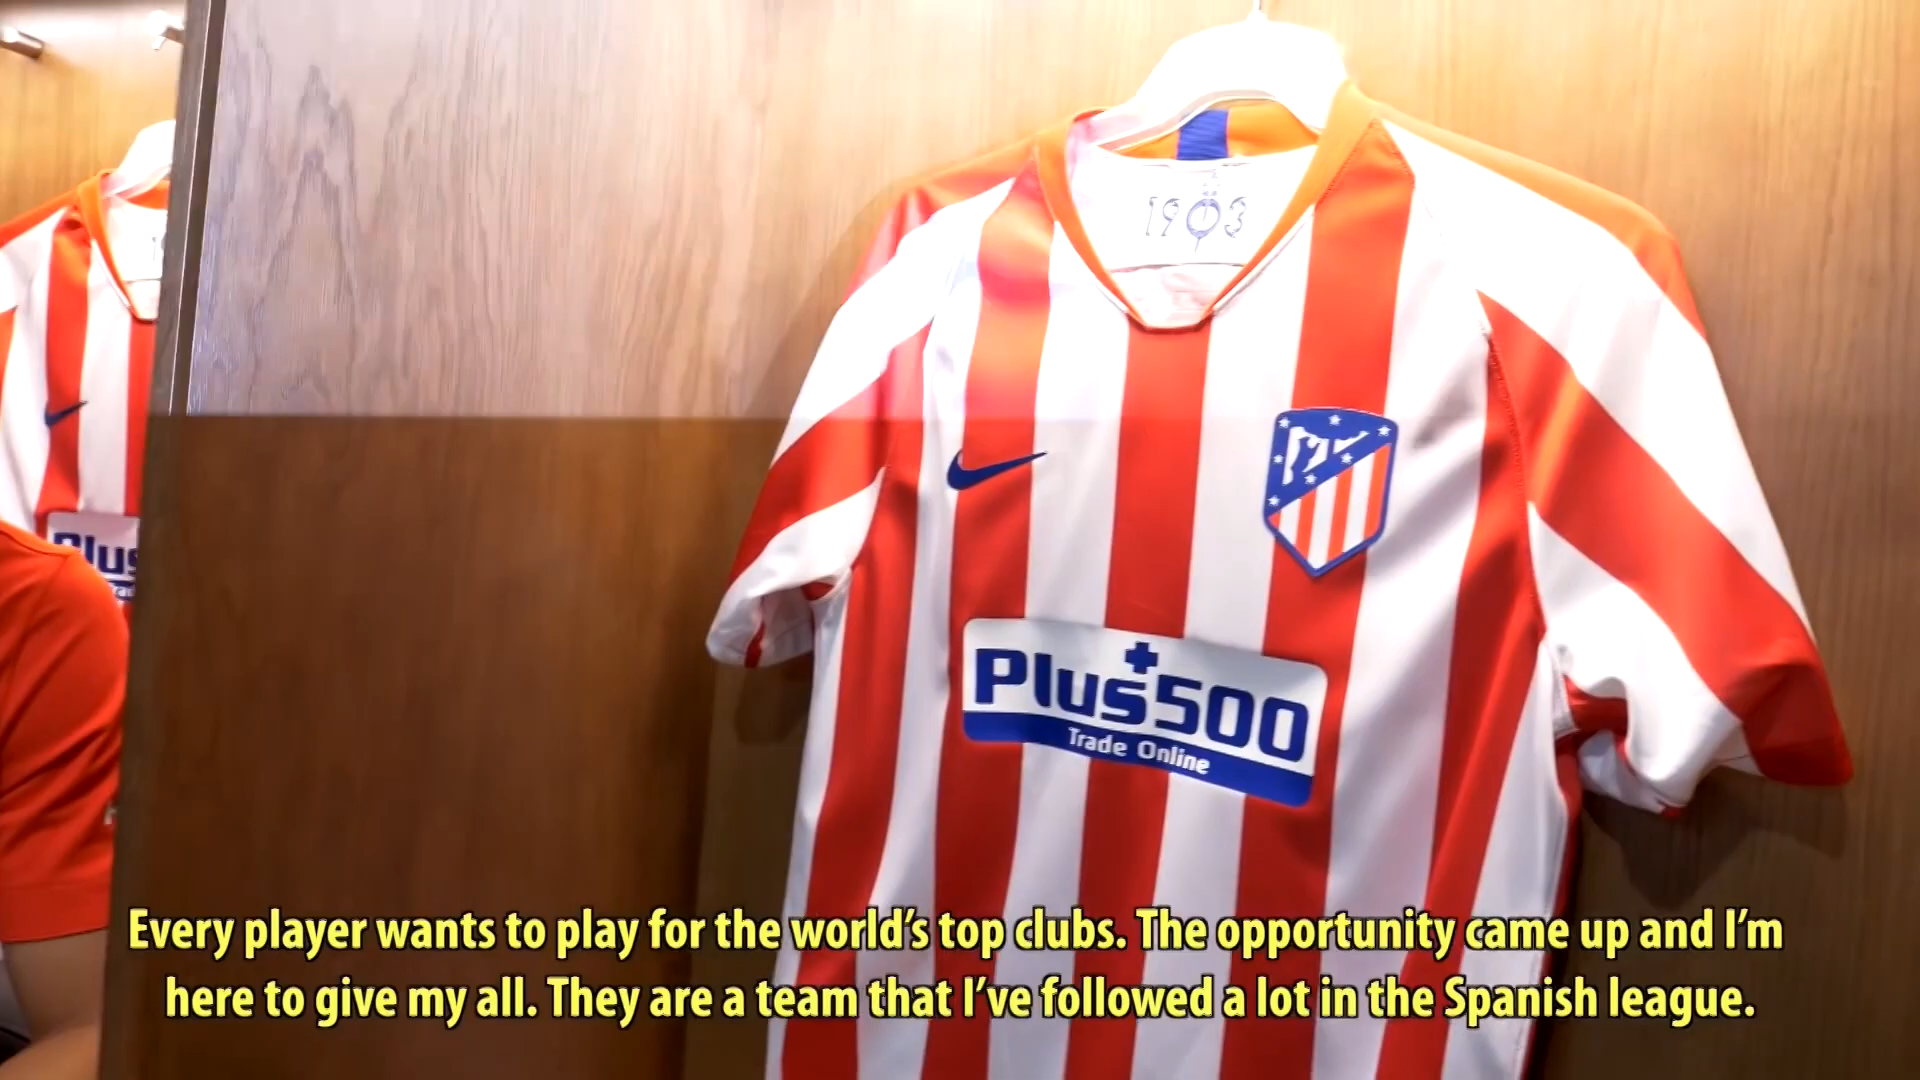 1903
Plus500
Trade Online
Plus
Every player wants to play for the world's top clubs. The opportunity came up and I'm
here to give my all. They are a team that I've followed a lot in the Spanish league.